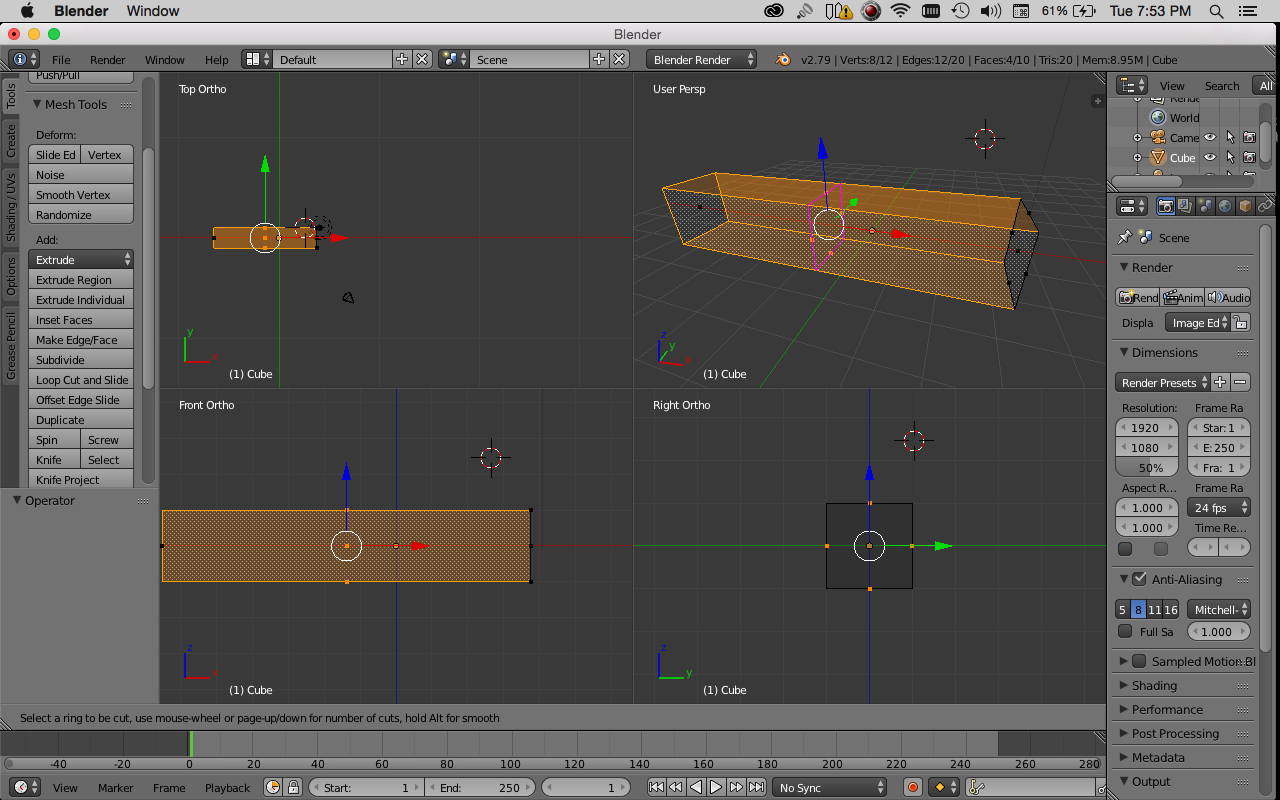 Blender Window 61% Tue 7:53 PM
Blender
File Render Window Help Default Scene Blender Render v2.79 | Verts:8/12 | Edges:12/20 | Faces:4/10 | Tris:20 | Mem:8.95M | Cube
Tools
Create
Shading / UVs
Options
Grease Pencil
Push/Pull
Mesh Tools
Deform:
Slide Ed Vertex
Noise
Smooth Vertex
Randomize
Add:
Extrude
Extrude Region
Extrude Individual
Inset Faces
Make Edge/Face
Subdivide
Loop Cut and Slide
Offset Edge Slide
Duplicate
Spin Screw
Knife Select
Knife Project
Operator
Top Ortho
y
x
(1) Cube
User Persp
z
y
x
(1) Cube
Front Ortho
z
x
(1) Cube
Right Ortho
z
y
(1) Cube
View Search All
Rende
World
Came
Cube
Scene
Render
Rend Anim Audio
Displa Image Ed
Dimensions
Render Presets
Resolution: Frame Ra
1920 Star: 1
1080 E: 250
50% Fra: 1
Aspect R... Frame Ra
1.000 24 fps
1.000 Time Re...
Anti-Aliasing
5 8 11 16 Mitchell-
Full Sa 1.000
Sampled Motion Bl
Shading
Performance
Post Processing
Metadata
Output
Select a ring to be cut, use mouse-wheel or page-up/down for number of cuts, hold Alt for smooth
-40 -20 0 20 40 60 80 100 120 140 160 180 200 220 240 260 280
View Marker Frame Playback Start: 1 End: 250 1 No Sync